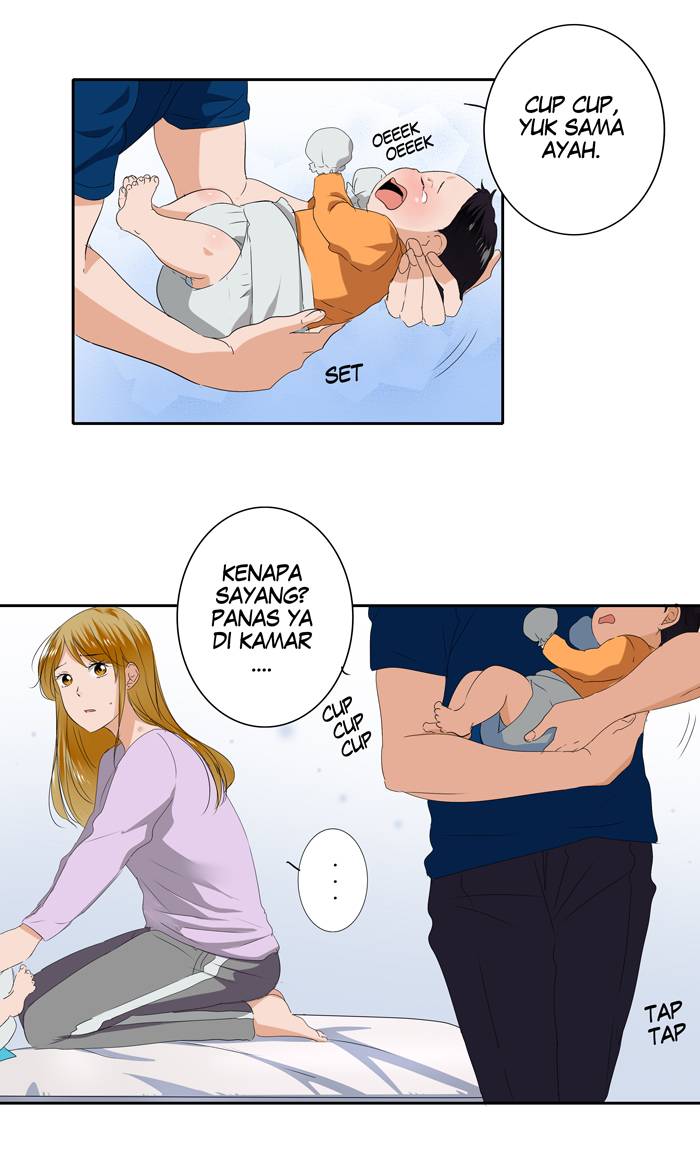 CUP CUP,
YUK SAMA
AYAH.
OEEEK
OEEEK
SET
KENAPA
SAYANG?
PANAS YA
DI KAMAR
....
CUP
CUP
CUP
...
TAP
TAP